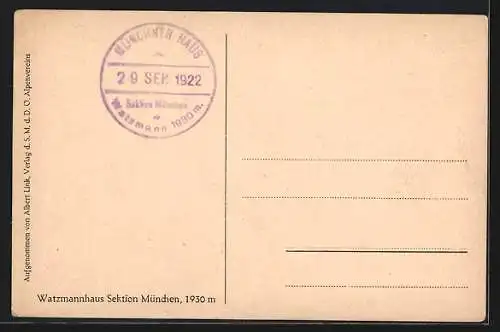 MÜNCHNER HAUS
29 SEP. 1922
Sektion München
Watzmann 1930 m.
Aufgenommen von Albert Link, Verlag d. S. M. d. D. O. Alpenvereins
Watzmannhaus Sektion München, 1930 m